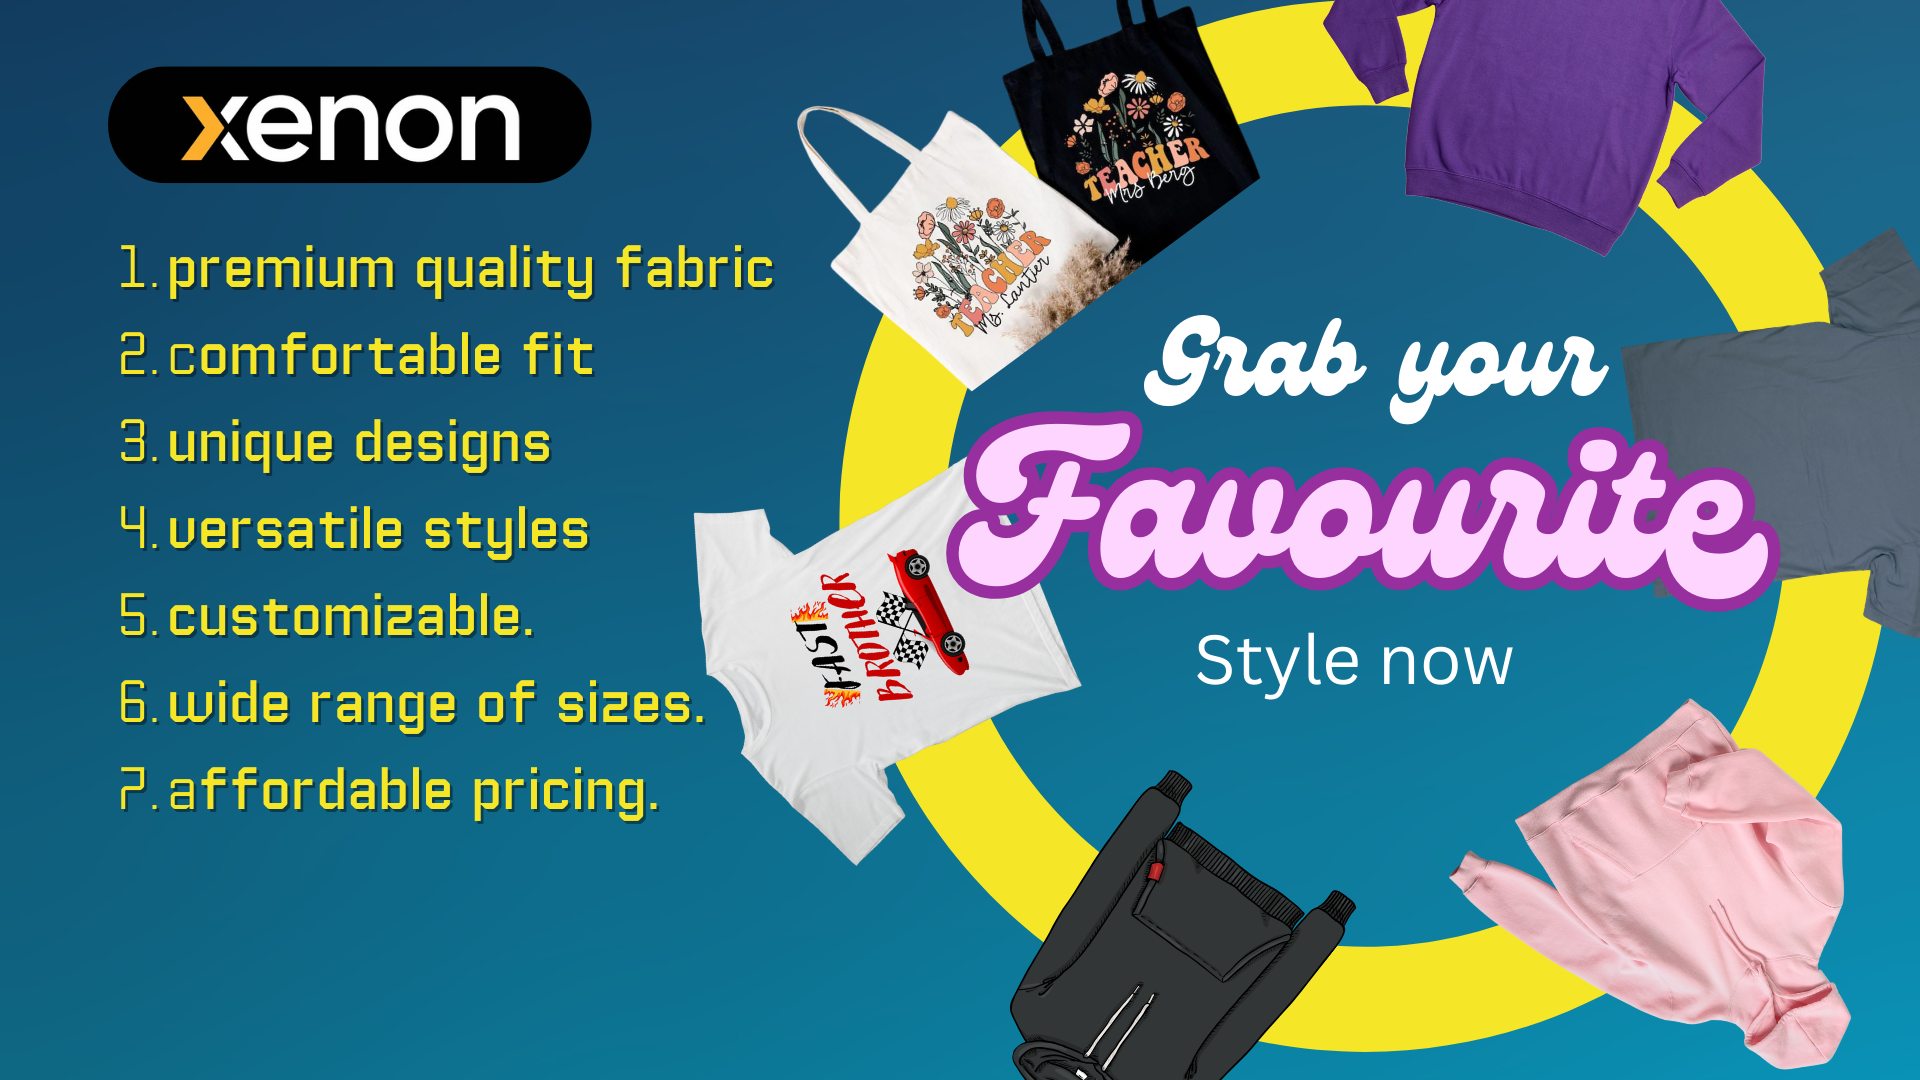 xenon
1. premium quality fabric
2. comfortable fit
3. unique designs
4. versatile styles
5. customizable.
6. wide range of sizes.
7. affordable pricing.
TEACHER
Mrs Berg
TEACHER
Ms. Lantier
Grab your
Favourite
Style now
FAST
BROTHER